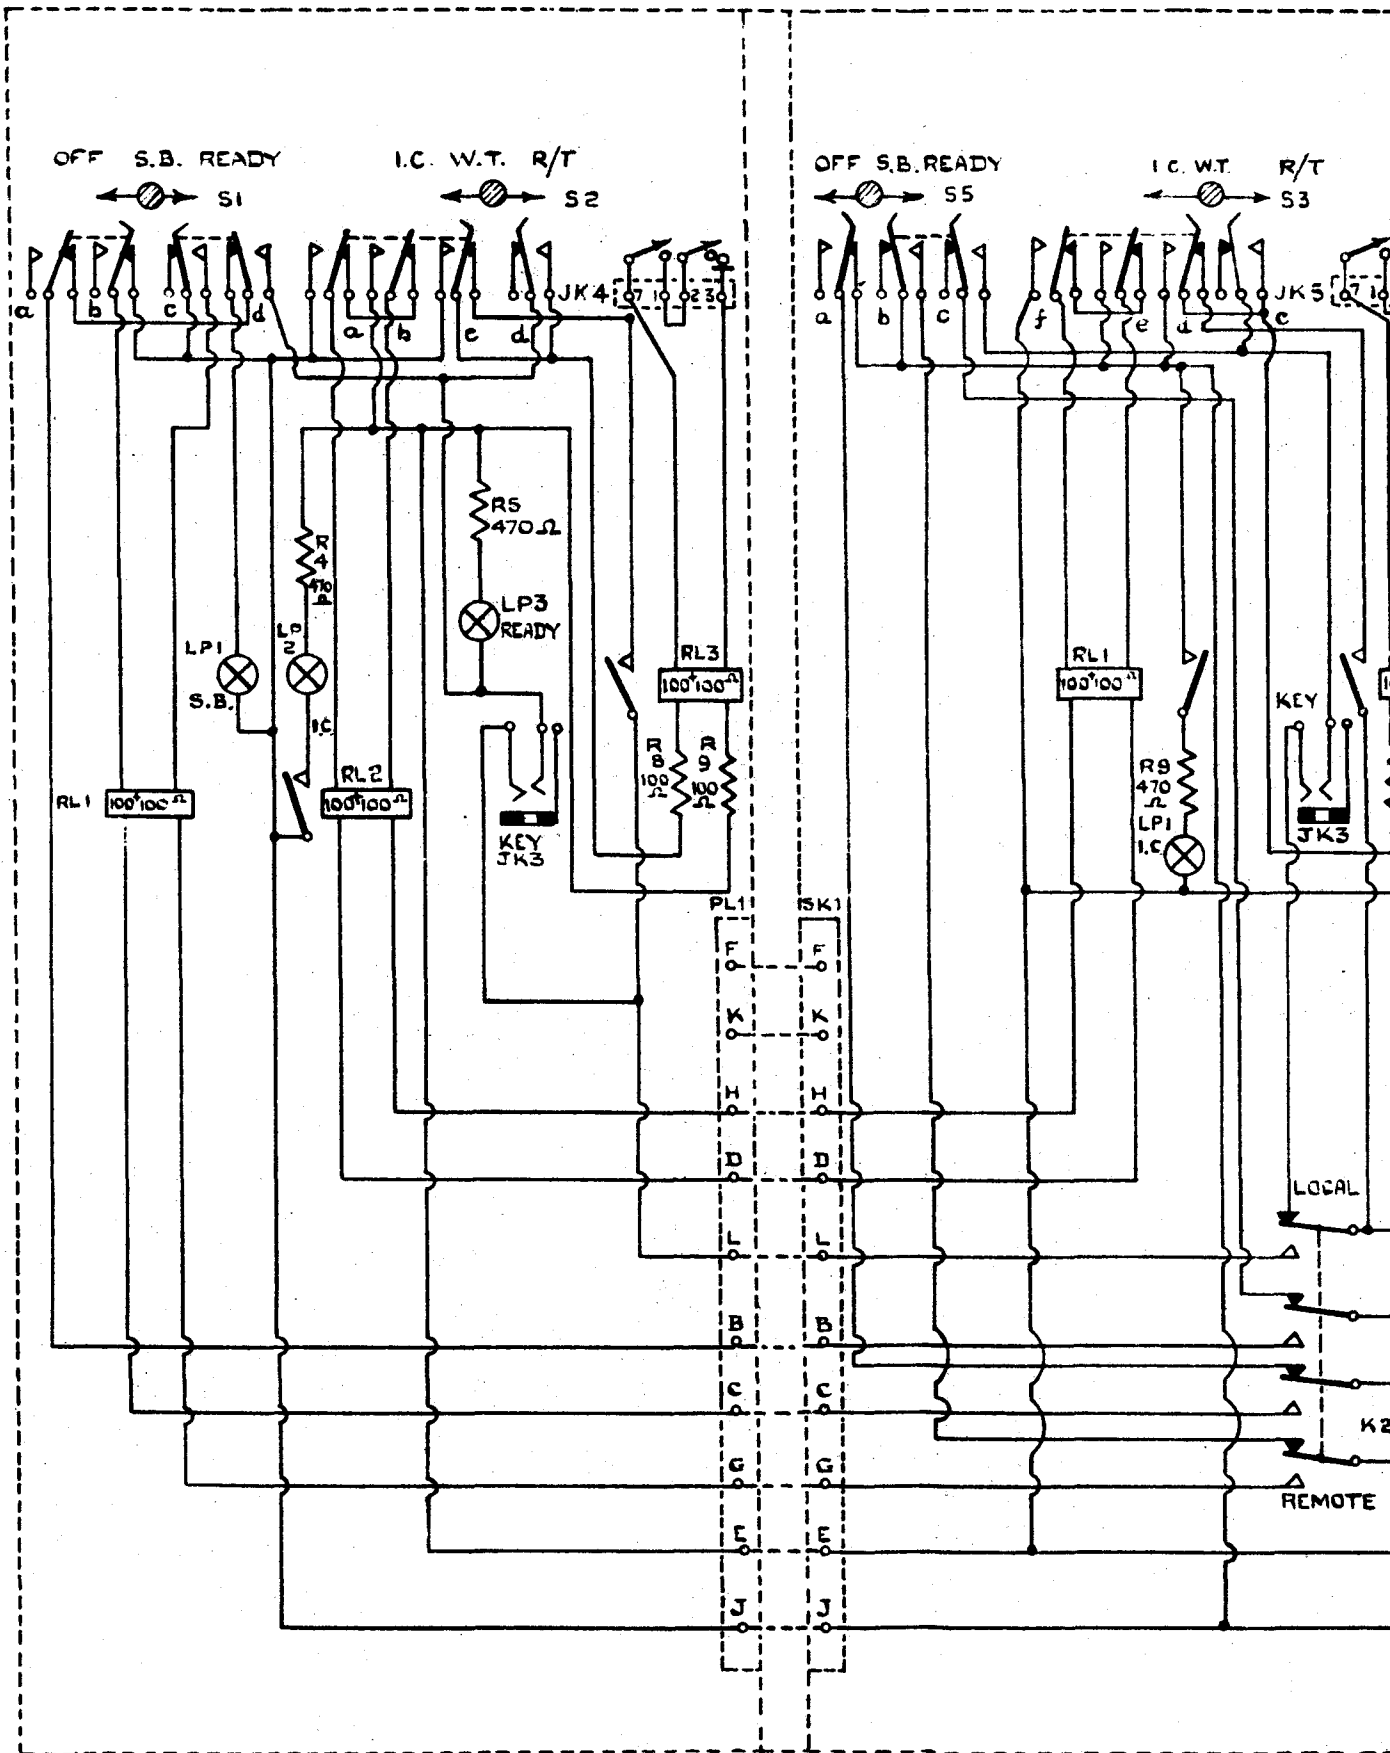 OFF S.B. READY
S1
I.C. W.T. R/T
S2
OFF S.B. READY
S5
I.C. W.T. R/T
S3
a b c d
a b c d
JK4
7 1 2 3
a b c
f e d c
JK5
7 1
R5
470Ω
R
4
470
Ω
LP3
READY
LP1
S.B.
LP
2
I.C.
RL3
100+100Ω
RL1
100+100Ω
KEY
R
8
100
Ω
R
9
100
Ω
RL1
100+100Ω
RL2
100+100Ω
KEY
JK3
R9
470
Ω
LP1
I.C.
JK3
PL1
SK1
F F
K K
H H
D D
LOCAL
L L
B B
C C
K2
G G
REMOTE
E E
J J